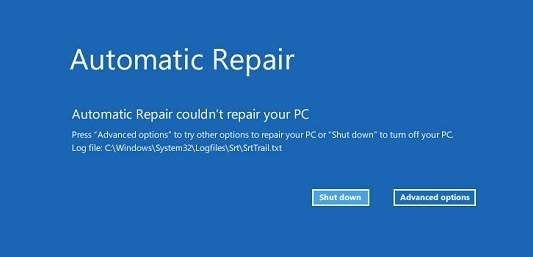 Automatic Repair
Automatic Repair couldn't repair your PC
Press "Advanced options" to try other options to repair your PC or "Shut down" to turn off your PC.
Log file: C:\Windows\System32\Logfiles\Srt\SrtTrail.txt
Shut down
Advanced options